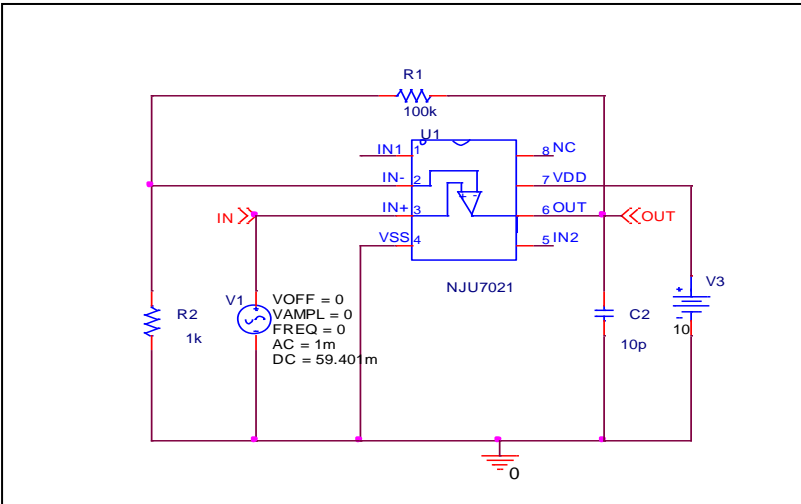 R1
100k
U1
IN1 1
8 NC
IN- 2
7 VDD
+ -
IN
IN+ 3
6 OUT
OUT
VSS 4
5 IN2
NJU7021
V3
+
-
10
R2
1k
V1
+
-
VOFF = 0
VAMPL = 0
FREQ = 0
AC = 1m
DC = 59.401m
C2
10p
0